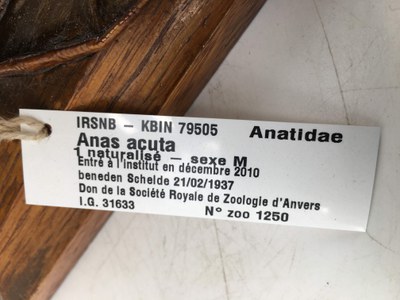 IRSNB – KBIN 79505 Anatidae
Anas acuta
1 naturalisé – sexe M
Entré à l'Institut en décembre 2010
beneden Schelde 21/02/1937
Don de la Société Royale de Zoologie d'Anvers
I.G. 31633 N° zoo 1250